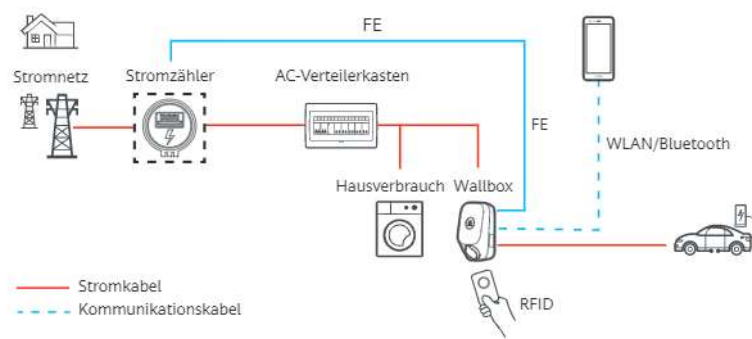 FE
Stromnetz
Stromzähler
AC-Verteilerkasten
FE
WLAN/Bluetooth
Hausverbrauch
Wallbox
Stromkabel
Kommunikationskabel
RFID